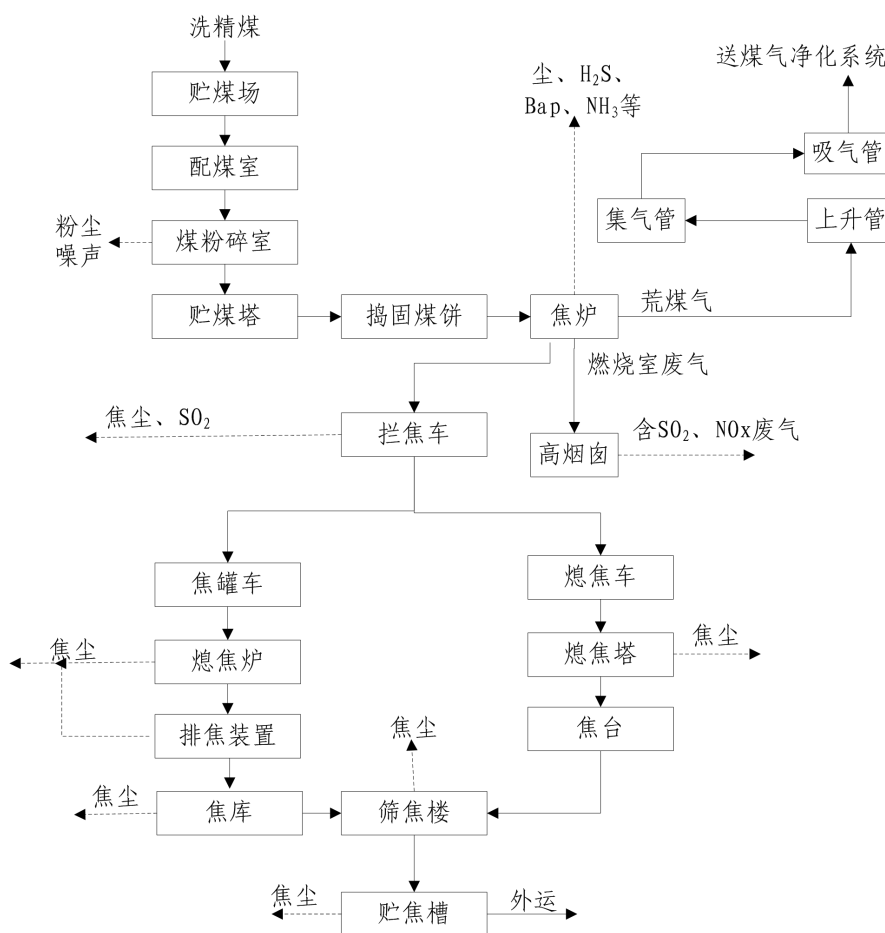 洗精煤
贮煤场
配煤室
粉尘
噪声
煤粉碎室
贮煤塔
捣固煤饼
焦炉
尘、H₂S、
Bap、NH₃等
送煤气净化系统
吸气管
集气管
上升管
荒煤气
燃烧室废气
焦尘、SO₂
拦焦车
高烟囱
含SO₂、NOx废气
焦罐车
熄焦车
焦尘
熄焦炉
熄焦塔
焦尘
排焦装置
焦尘
焦台
焦尘
焦库
筛焦楼
焦尘
贮焦槽
外运